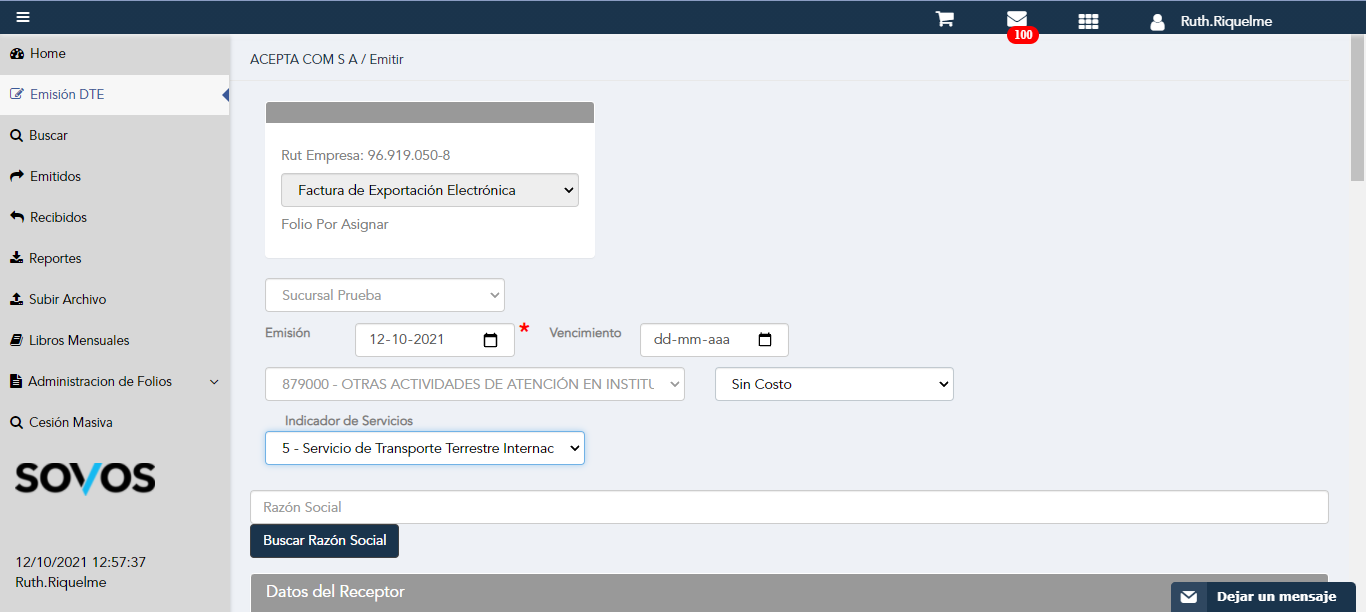 100
Ruth.Riquelme
Home
Emisión DTE
Buscar
Emitidos
Recibidos
Reportes
Subir Archivo
Libros Mensuales
Administracion de Folios
Cesión Masiva
sovos
12/10/2021 12:57:37
Ruth.Riquelme
ACEPTA COM S A / Emitir
Rut Empresa: 96.919.050-8
Factura de Exportación Electrónica
Folio Por Asignar
Sucursal Prueba
Emisión 12-10-2021 * Vencimiento dd-mm-aaa
879000 - OTRAS ACTIVIDADES DE ATENCIÓN EN INSTITU Sin Costo
Indicador de Servicios
5 - Servicio de Transporte Terrestre Internac
Razón Social
Buscar Razón Social
Datos del Receptor
Dejar un mensaje